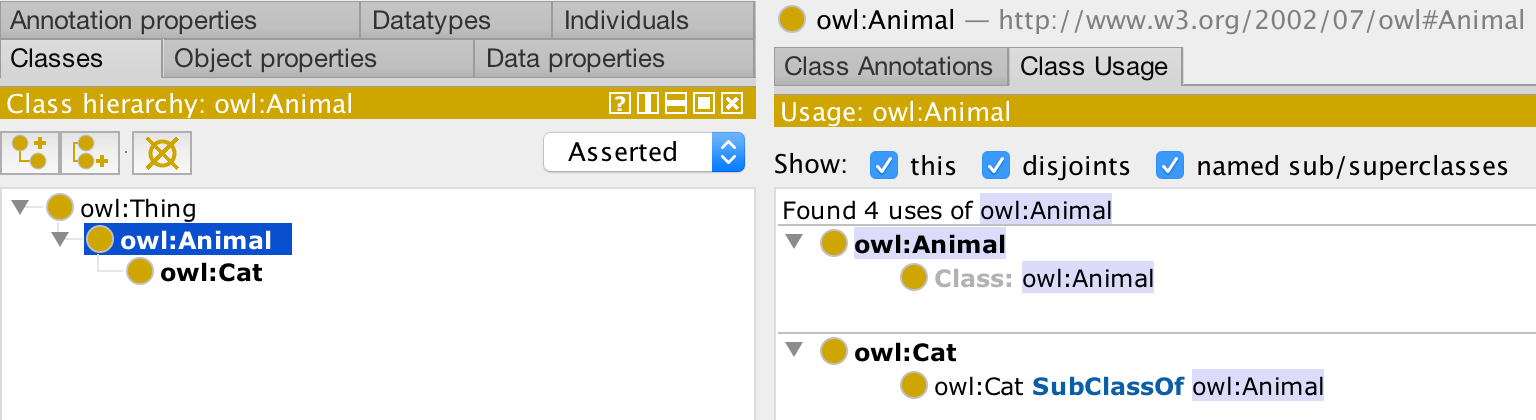 Annotation properties Datatypes Individuals
Classes Object properties Data properties
Class hierarchy: owl:Animal
Asserted
owl:Thing
owl:Animal
owl:Cat
owl:Animal — http://www.w3.org/2002/07/owl#Animal
Class Annotations Class Usage
Usage: owl:Animal
Show: this disjoints named sub/superclasses
Found 4 uses of owl:Animal
owl:Animal
Class: owl:Animal
owl:Cat
owl:Cat SubClassOf owl:Animal